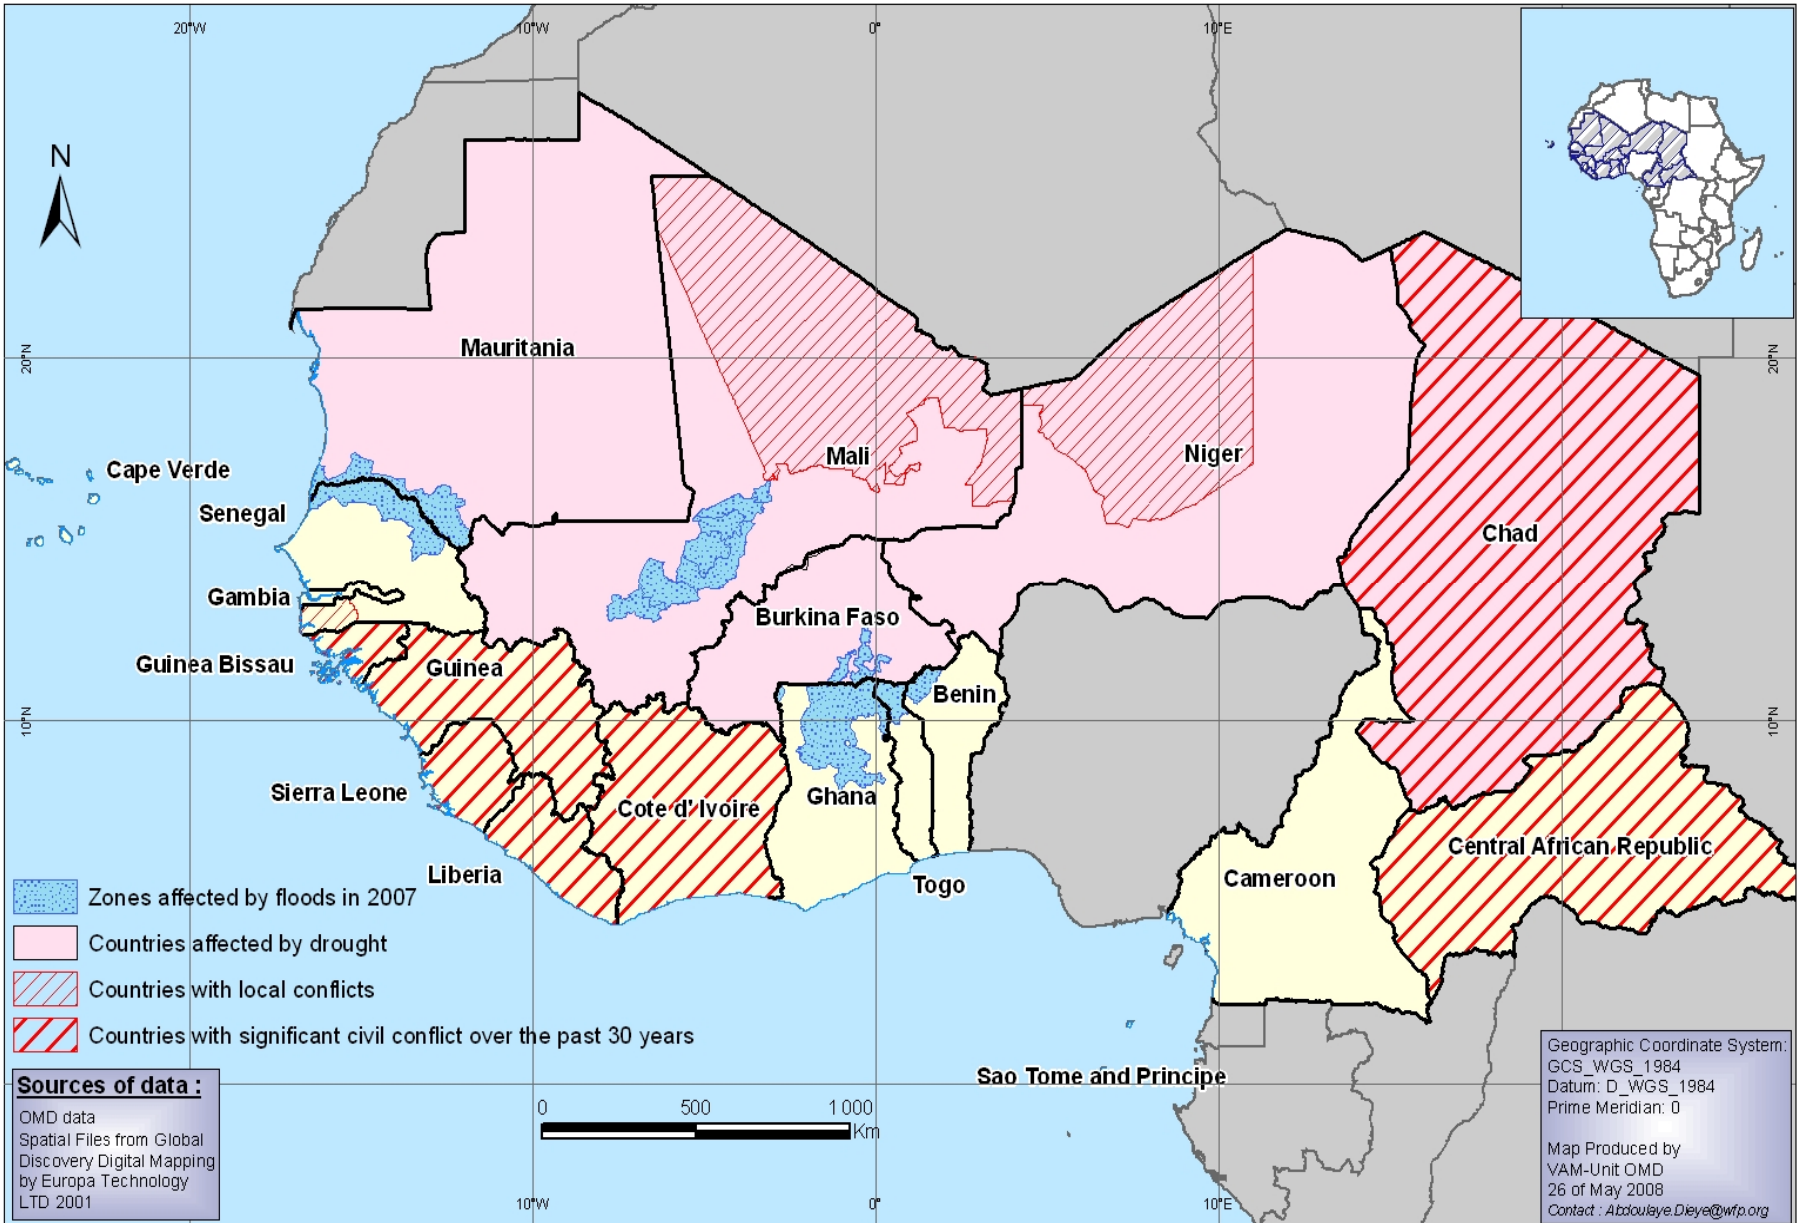 20°W
10°W
0°
10°E
N
20°N
20°N
Mauritania
Cape Verde
Mali
Niger
Senegal
Chad
Gambia
Burkina Faso
Guinea Bissau
Guinea
Benin
10°N
10°N
Sierra Leone
Cote d' Ivoire
Ghana
Central African Republic
Liberia
Togo
Cameroon
Zones affected by floods in 2007
Countries affected by drought
Countries with local conflicts
Countries with significant civil conflict over the past 30 years
Sao Tome and Principe
Sources of data :
OMD data
Spatial Files from Global
Discovery Digital Mapping
by Europa Technology
LTD 2001
0 500 1 000
Km
10°W
0°
10°E
Geographic Coordinate System:
GCS_WGS_1984
Datum: D_WGS_1984
Prime Meridian: 0
Map Produced by
VAM-Unit OMD
26 of May 2008
Contact : Abdoulaye.Dieye@wfp.org